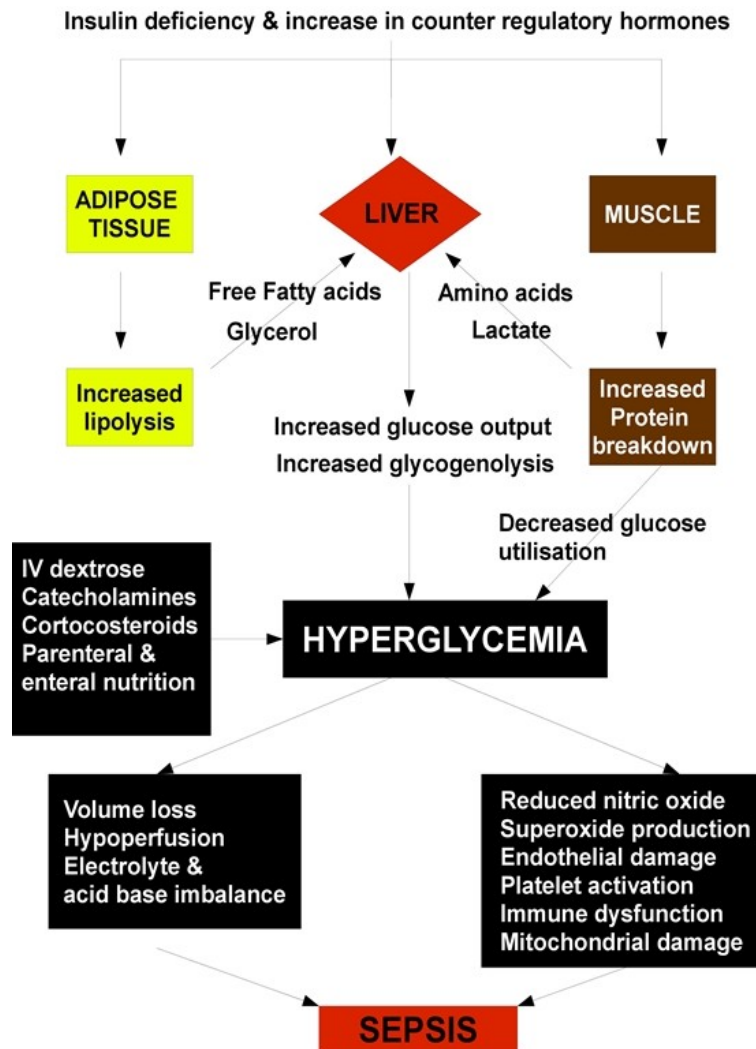 Insulin deficiency & increase in counter regulatory hormones
ADIPOSE
TISSUE
LIVER
MUSCLE
Free Fatty acids
Glycerol
Amino acids
Lactate
Increased
lipolysis
Increased glucose output
Increased glycogenolysis
Increased
Protein
breakdown
Decreased glucose
utilisation
IV dextrose
Catecholamines
Cortocosteroids
Parenteral &
enteral nutrition
HYPERGLYCEMIA
Volume loss
Hypoperfusion
Electrolyte &
acid base imbalance
Reduced nitric oxide
Superoxide production
Endothelial damage
Platelet activation
Immune dysfunction
Mitochondrial damage
SEPSIS